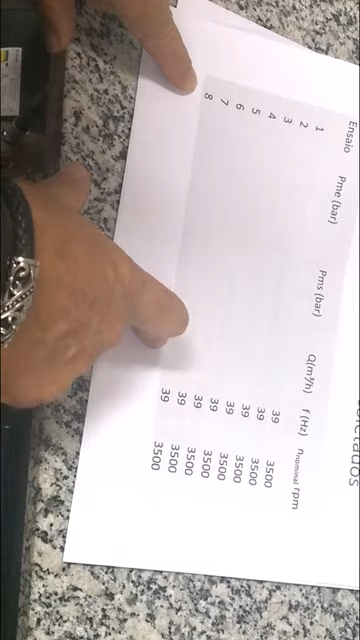 Ensaio Pme (bar) Pms (bar) Q(m³/h) f (Hz) nnominal rpm
1 39 3500
2 39 3500
3 39 3500
4 39 3500
5 39 3500
6 39 3500
7 39 3500
8 39 3500